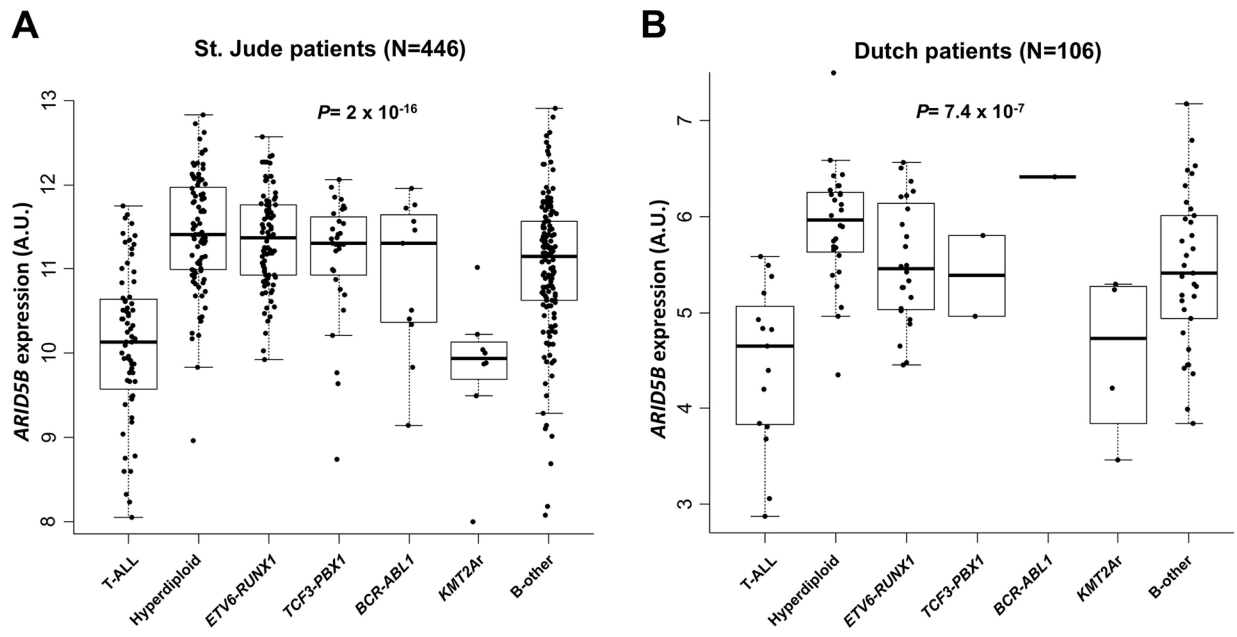 A
St. Jude patients (N=446)
P= 2 x 10-16
ARID5B expression (A.U.)
13
12
11
10
9
8
T-ALL
Hyperdiploid
ETV6-RUNX1
TCF3-PBX1
BCR-ABL1
KMT2Ar
B-other
B
Dutch patients (N=106)
P= 7.4 x 10-7
ARID5B expression (A.U.)
7
6
5
4
3
T-ALL
Hyperdiploid
ETV6-RUNX1
TCF3-PBX1
BCR-ABL1
KMT2Ar
B-other